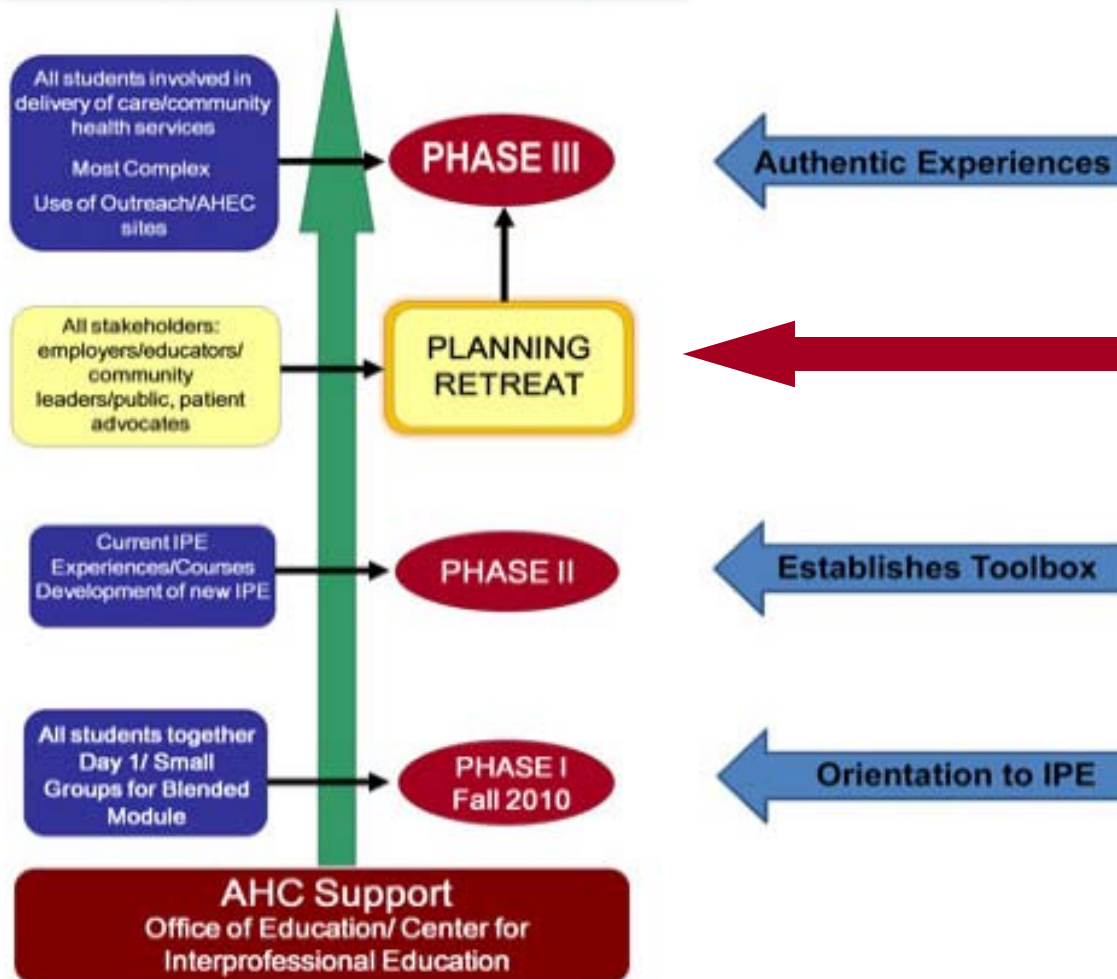 All students involved in
delivery of care/community
health services
Most Complex
Use of Outreach/AHEC
sites
PHASE III
Authentic Experiences
All stakeholders:
employers/educators/
community
leaders/public, patient
advocates
PLANNING
RETREAT
Current IPE
Experiences/Courses
Development of new IPE
PHASE II
Establishes Toolbox
All students together
Day 1/ Small
Groups for Blended
Module
PHASE I
Fall 2010
Orientation to IPE
AHC Support
Office of Education/ Center for
Interprofessional Education